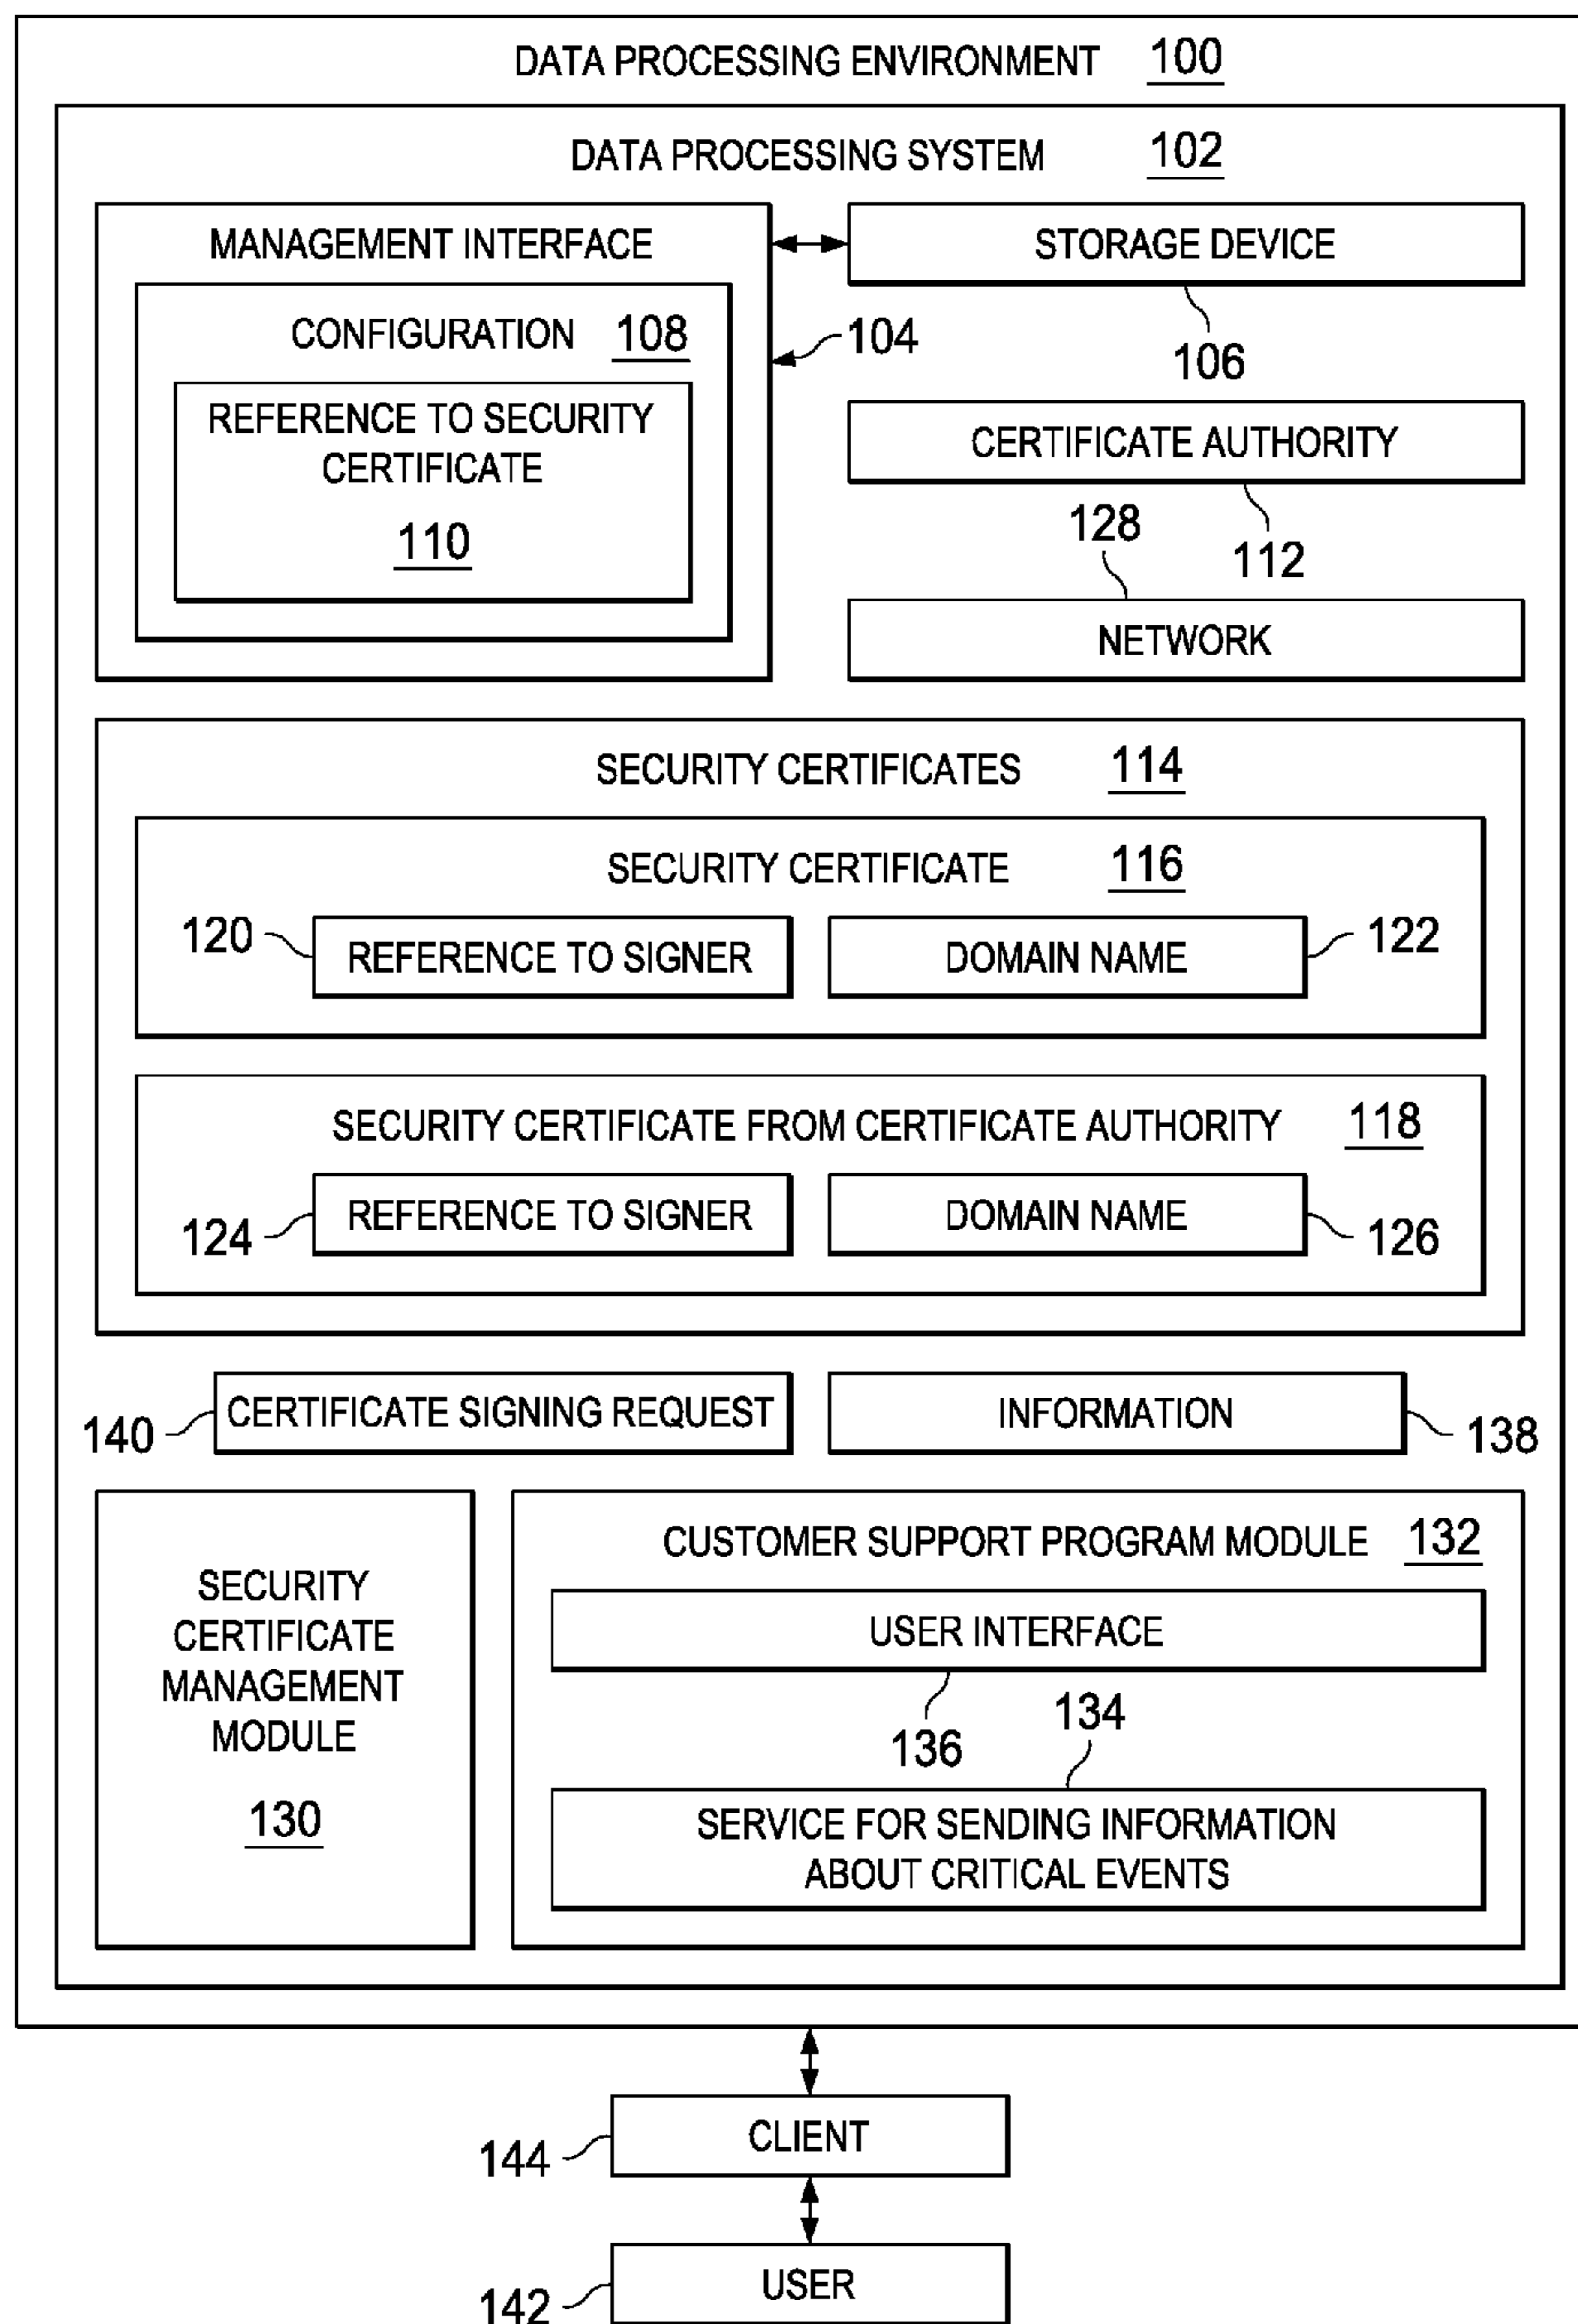 DATA PROCESSING ENVIRONMENT 100
DATA PROCESSING SYSTEM 102
MANAGEMENT INTERFACE
STORAGE DEVICE
CONFIGURATION 108
104
106
REFERENCE TO SECURITY
CERTIFICATE
110
CERTIFICATE AUTHORITY
128
112
NETWORK
SECURITY CERTIFICATES 114
SECURITY CERTIFICATE 116
120
REFERENCE TO SIGNER
DOMAIN NAME
122
SECURITY CERTIFICATE FROM CERTIFICATE AUTHORITY 118
124
REFERENCE TO SIGNER
DOMAIN NAME
126
140
CERTIFICATE SIGNING REQUEST
INFORMATION
138
SECURITY
CERTIFICATE
MANAGEMENT
MODULE
130
CUSTOMER SUPPORT PROGRAM MODULE 132
USER INTERFACE
136
134
SERVICE FOR SENDING INFORMATION
ABOUT CRITICAL EVENTS
CLIENT
144
USER
142